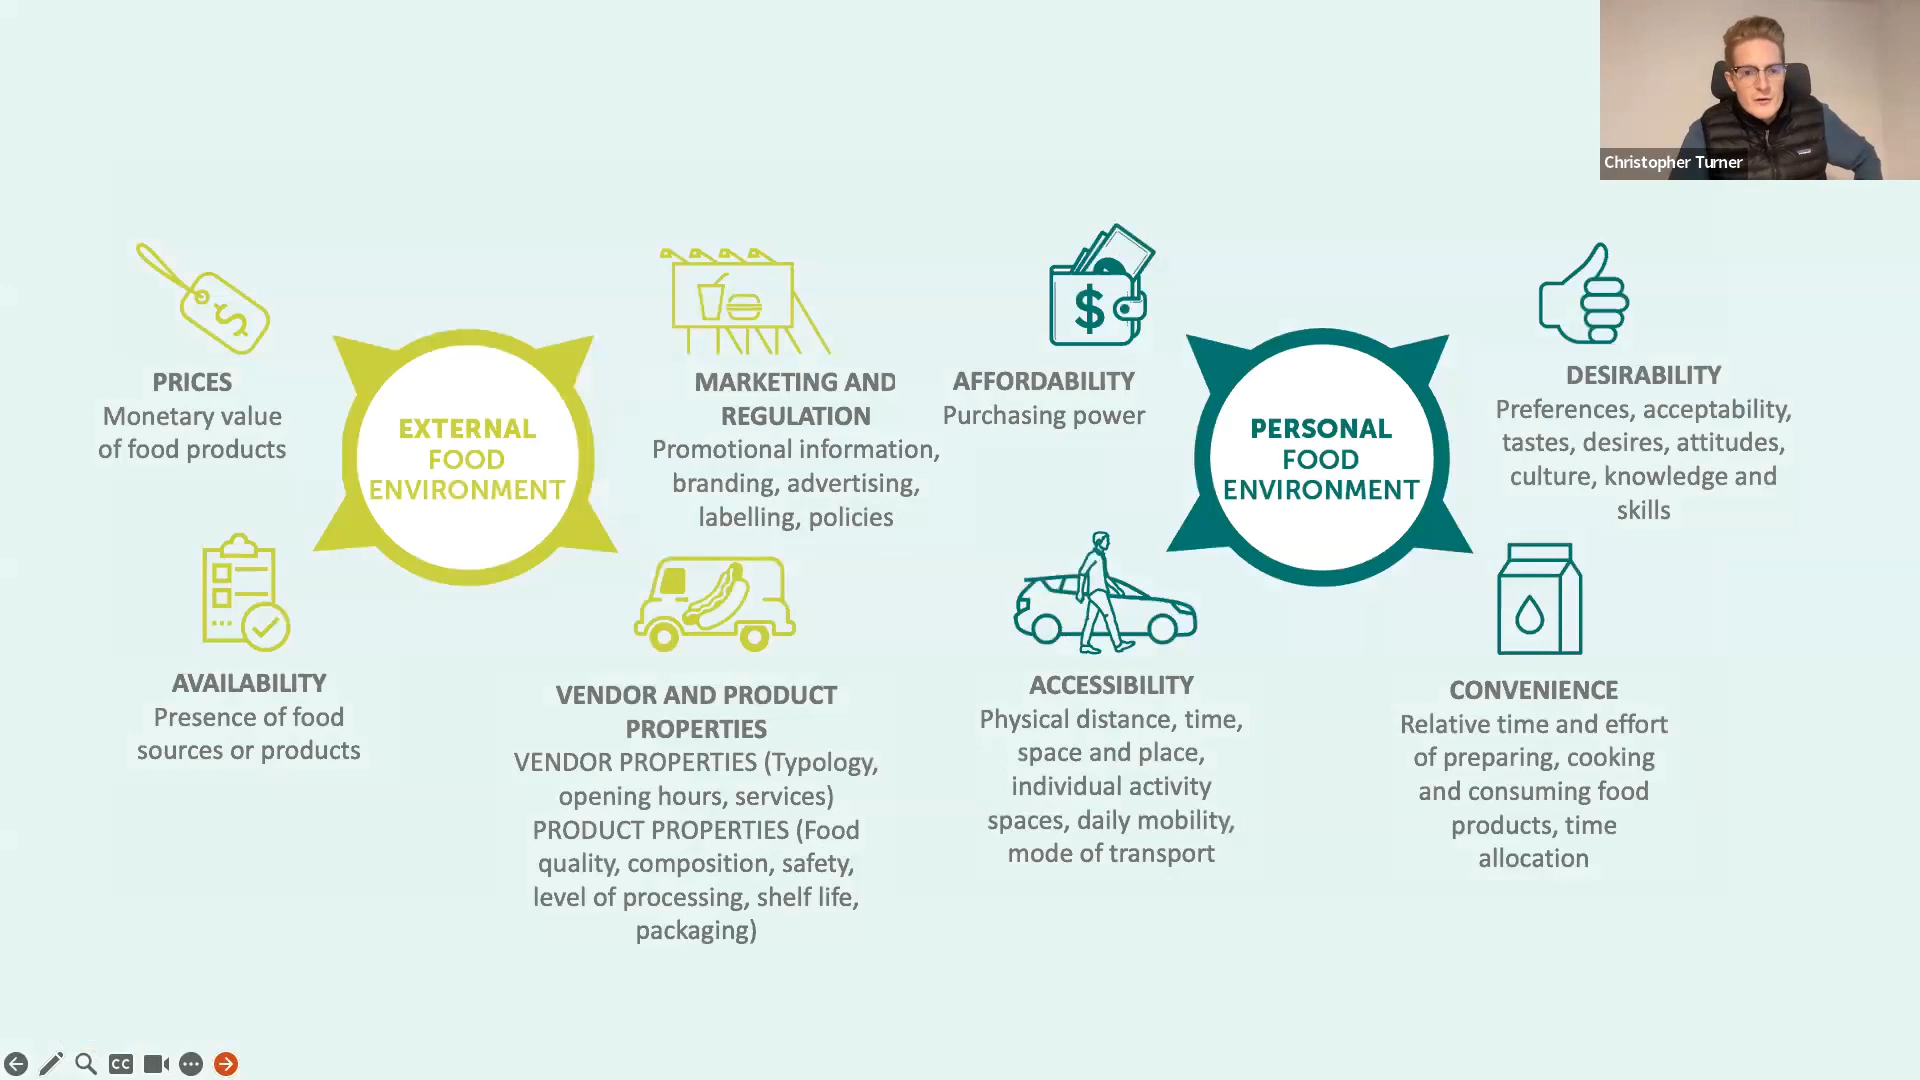 Christopher Turner
PRICES
Monetary value
of food products
EXTERNAL
FOOD
ENVIRONMENT
MARKETING AND
REGULATION
Promotional information,
branding, advertising,
labelling, policies
AVAILABILITY
Presence of food
sources or products
VENDOR AND PRODUCT
PROPERTIES
VENDOR PROPERTIES (Typology,
opening hours, services)
PRODUCT PROPERTIES (Food
quality, composition, safety,
level of processing, shelf life,
packaging)
$
AFFORDABILITY
Purchasing power
PERSONAL
FOOD
ENVIRONMENT
DESIRABILITY
Preferences, acceptability,
tastes, desires, attitudes,
culture, knowledge and
skills
ACCESSIBILITY
Physical distance, time,
space and place,
individual activity
spaces, daily mobility,
mode of transport
CONVENIENCE
Relative time and effort
of preparing, cooking
and consuming food
products, time
allocation
CC